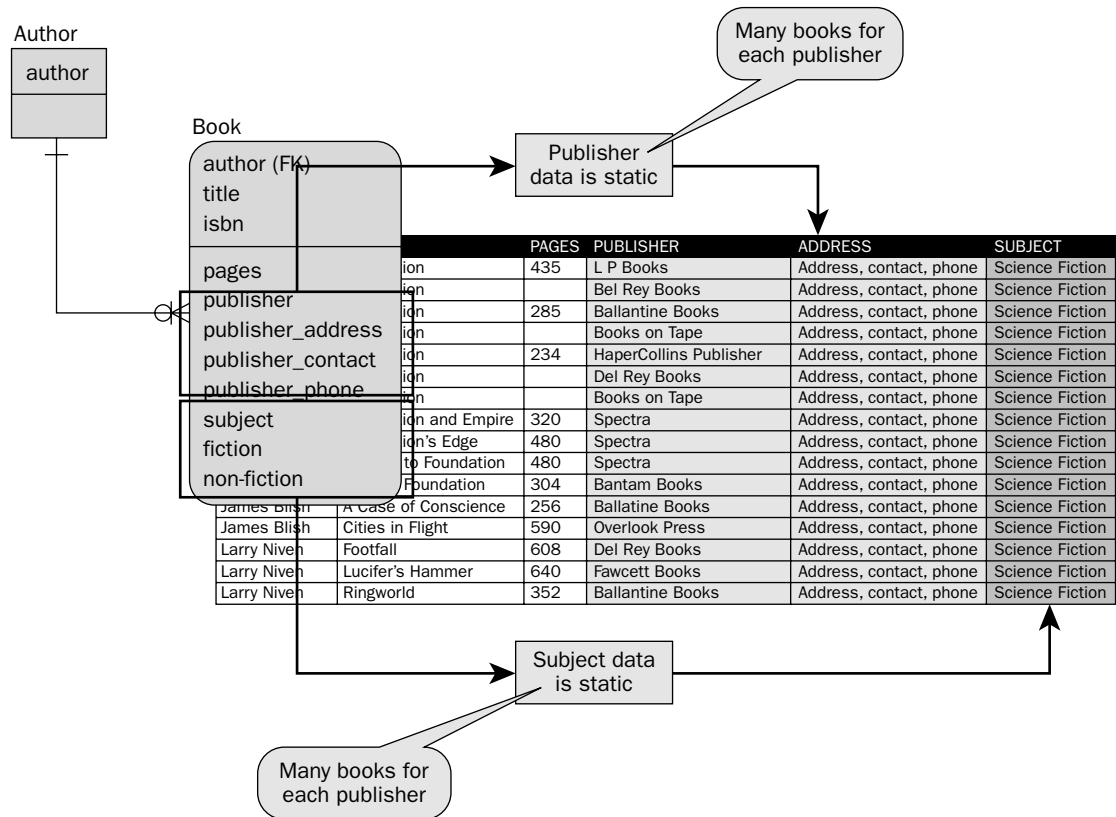 Author
author
Many books for
each publisher
Book
author (FK)
title
isbn
pages
publisher
publisher_address
publisher_contact
publisher_phone
subject
fiction
non-fiction
Publisher
data is static
PAGES PUBLISHER ADDRESS SUBJECT
ion 435 L P Books Address, contact, phone Science Fiction
ion Bel Rey Books Address, contact, phone Science Fiction
ion 285 Ballantine Books Address, contact, phone Science Fiction
ion Books on Tape Address, contact, phone Science Fiction
ion 234 HaperCollins Publisher Address, contact, phone Science Fiction
ion Del Rey Books Address, contact, phone Science Fiction
ion Books on Tape Address, contact, phone Science Fiction
ion and Empire 320 Spectra Address, contact, phone Science Fiction
ion's Edge 480 Spectra Address, contact, phone Science Fiction
to Foundation 480 Spectra Address, contact, phone Science Fiction
Foundation 304 Bantam Books Address, contact, phone Science Fiction
James Blish A Case of Conscience 256 Ballatine Books Address, contact, phone Science Fiction
James Blish Cities in Flight 590 Overlook Press Address, contact, phone Science Fiction
Larry Niven Footfall 608 Del Rey Books Address, contact, phone Science Fiction
Larry Niven Lucifer's Hammer 640 Fawcett Books Address, contact, phone Science Fiction
Larry Niven Ringworld 352 Ballantine Books Address, contact, phone Science Fiction
Subject data
is static
Many books for
each publisher